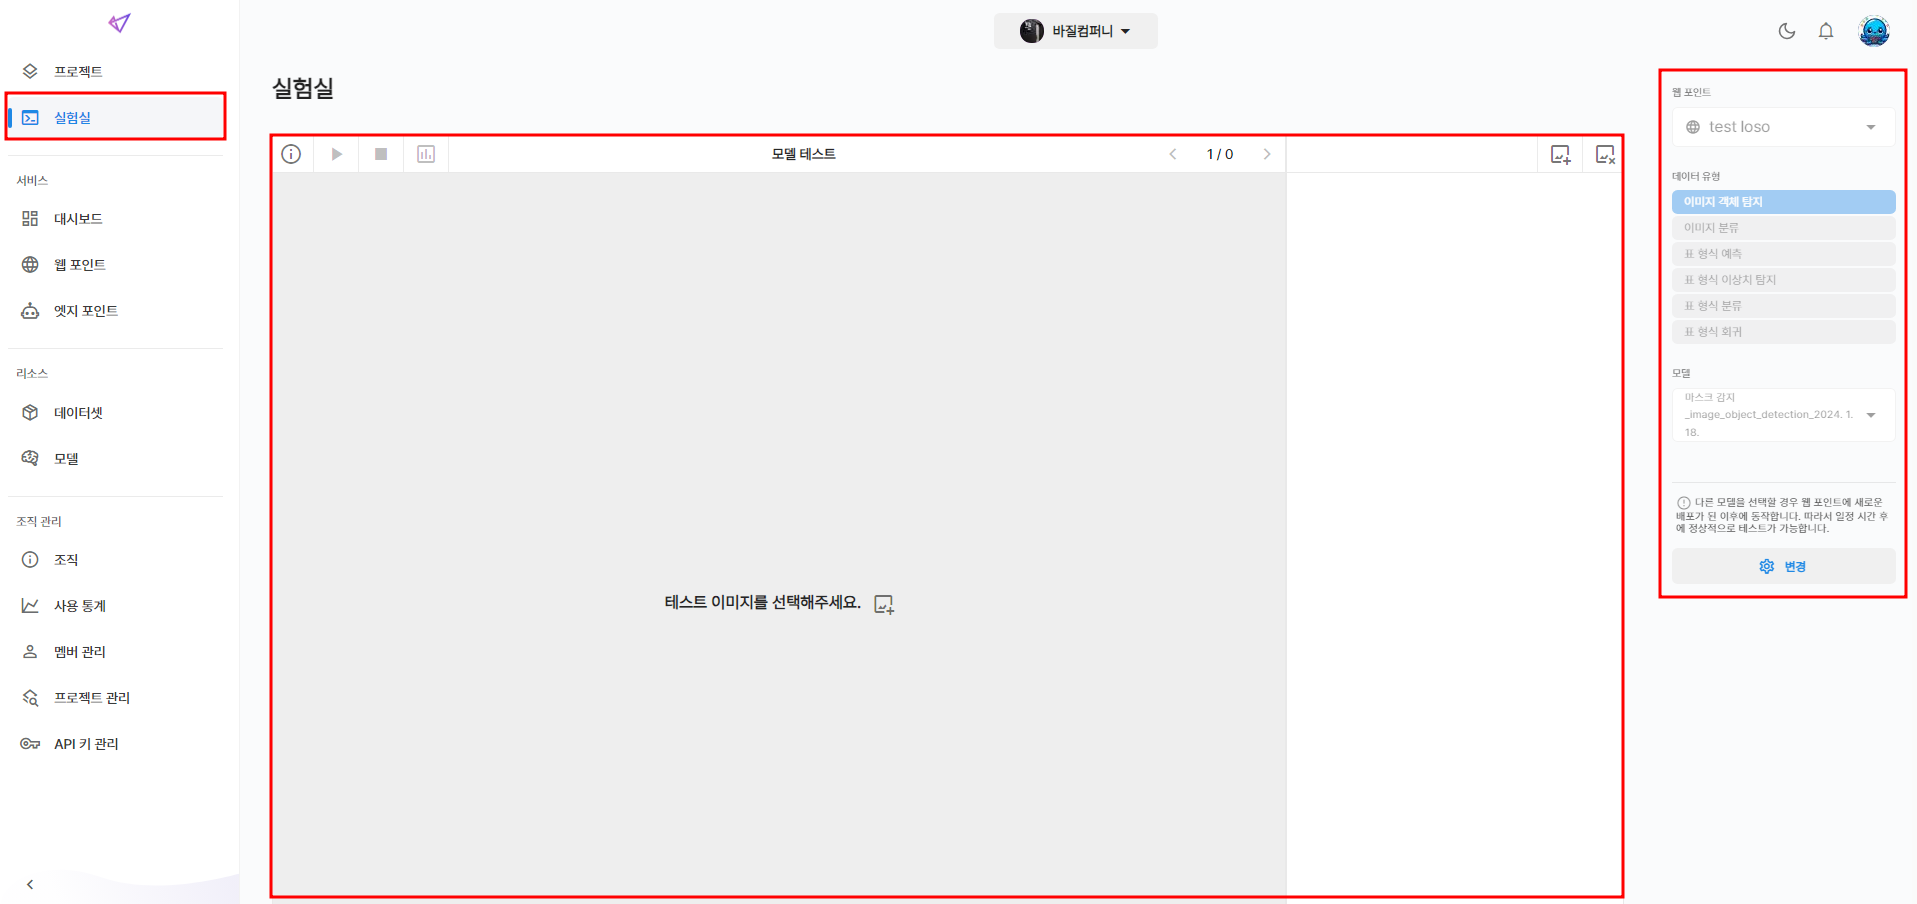 바질컴퍼니
프로젝트
실험실
서비스
대시보드
웹 포인트
엣지 포인트
리소스
데이터셋
모델
조직 관리
조직
사용 통계
멤버 관리
프로젝트 관리
API 키 관리
실험실
모델 테스트
1 / 0
테스트 이미지를 선택해주세요.
웹 포인트
test loso
데이터 유형
이미지 객체 탐지
이미지 분류
표 형식 예측
표 형식 이상치 탐지
표 형식 분류
표 형식 회귀
모델
마스크 감지
_image_object_detection_2024. 1.
18.
다른 모델을 선택할 경우 웹 포인트에 새로운
배포가 된 이후에 동작합니다. 따라서 일정 시간 후
에 정상적으로 테스트가 가능합니다.
변경